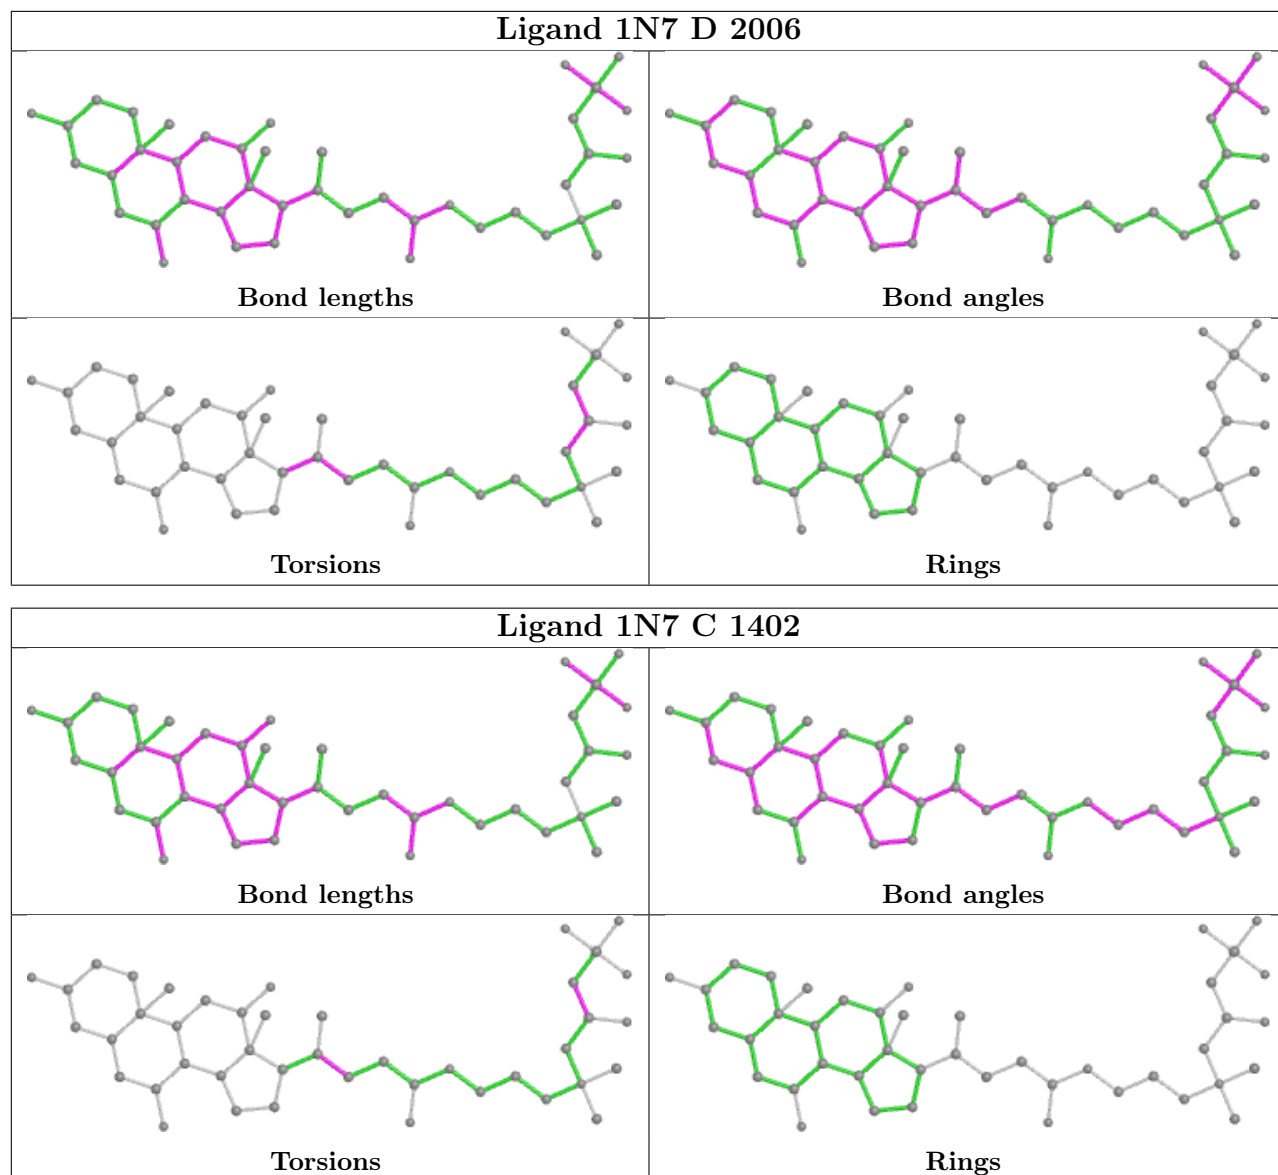 Ligand 1N7 D 2006
Bond lengths
Bond angles
Torsions
Rings
Ligand 1N7 C 1402
Bond lengths
Bond angles
Torsions
Rings